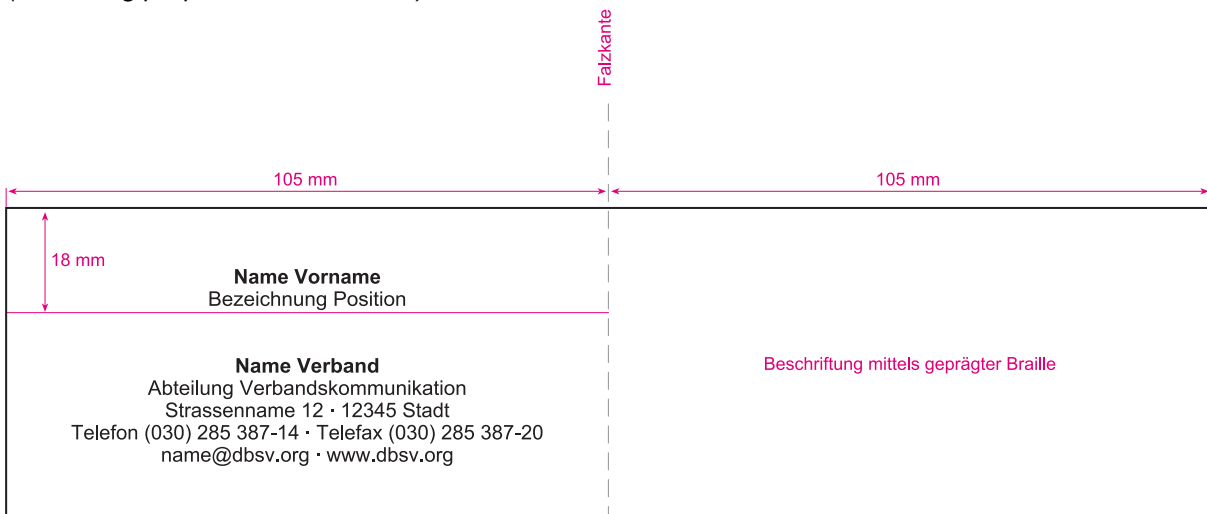 Falzkante
105 mm
105 mm
18 mm
Name Vorname
Bezeichnung Position
Name Verband
Abteilung Verbandskommunikation
Strassenname 12 · 12345 Stadt
Telefon (030) 285 387-14 · Telefax (030) 285 387-20
name@dbsv.org · www.dbsv.org
Beschriftung mittels geprägter Braille